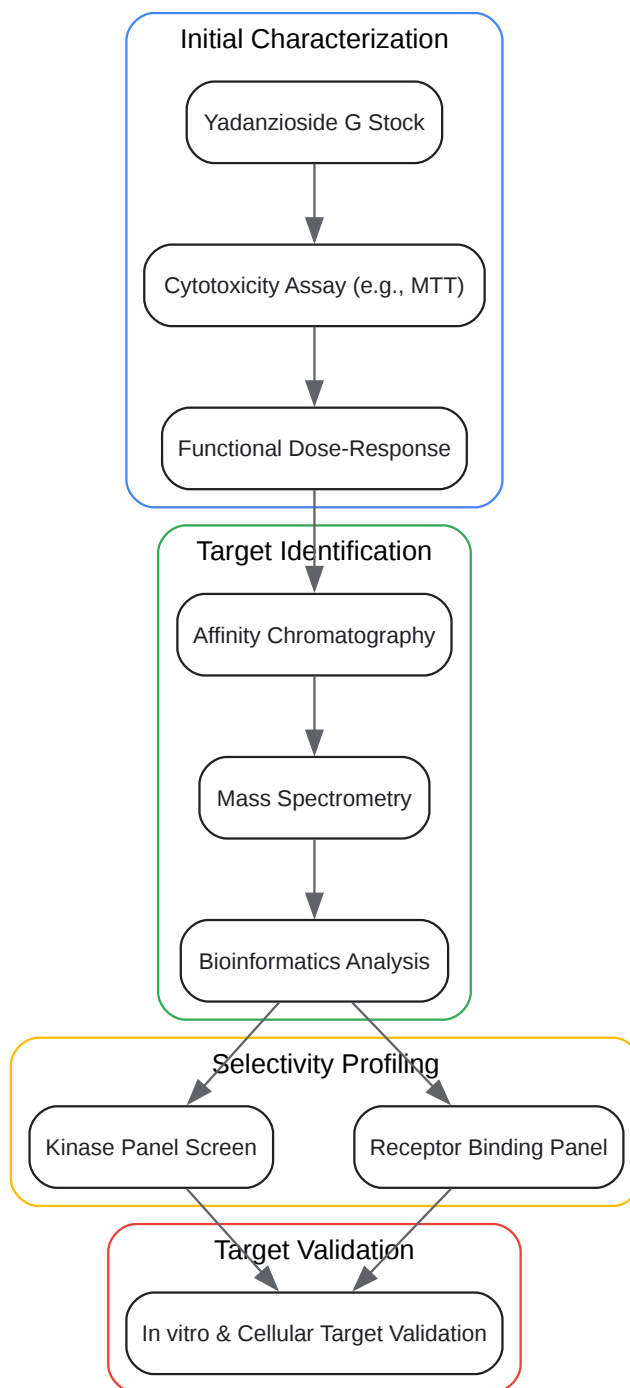 Initial Characterization
Yadanzioside G Stock
Cytotoxicity Assay (e.g., MTT)
Functional Dose-Response
Target Identification
Affinity Chromatography
Mass Spectrometry
Bioinformatics Analysis
Selectivity Profiling
Kinase Panel Screen
Receptor Binding Panel
Target Validation
In vitro & Cellular Target Validation